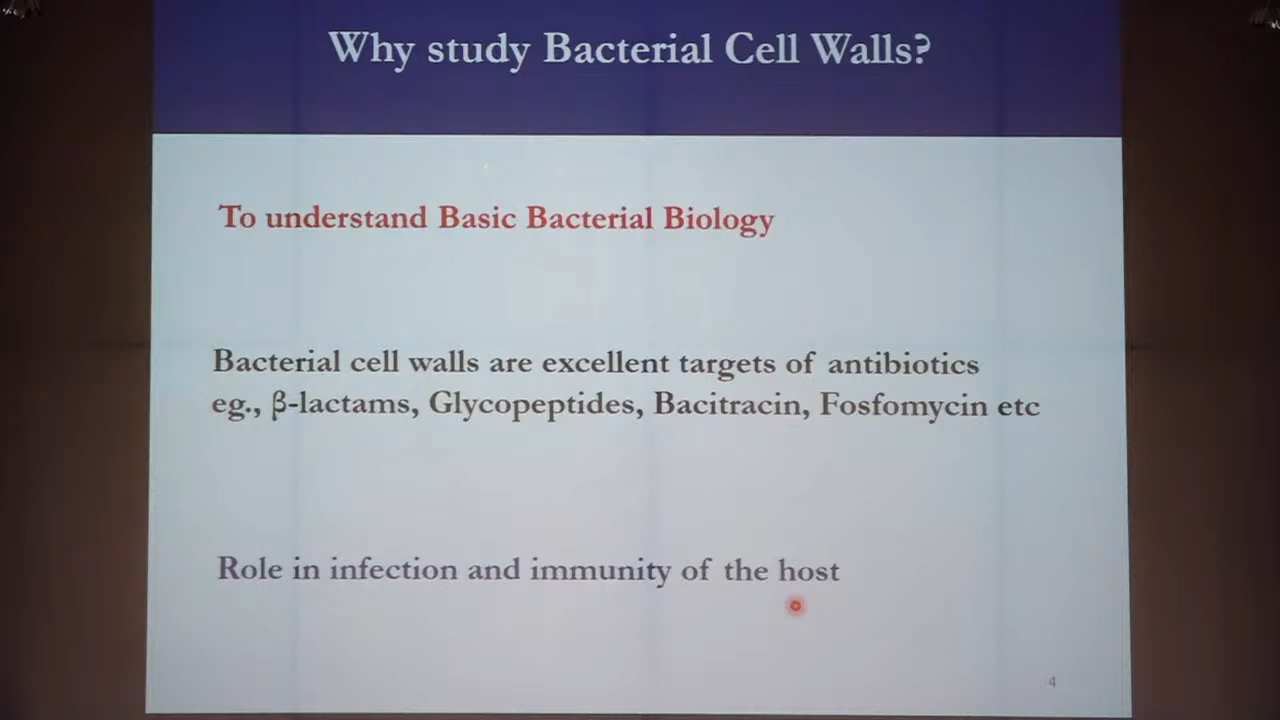 Why study Bacterial Cell Walls?
To understand Basic Bacterial Biology
Bacterial cell walls are excellent targets of antibiotics
eg., β-lactams, Glycopeptides, Bacitracin, Fosfomycin etc
Role in infection and immunity of the host
4